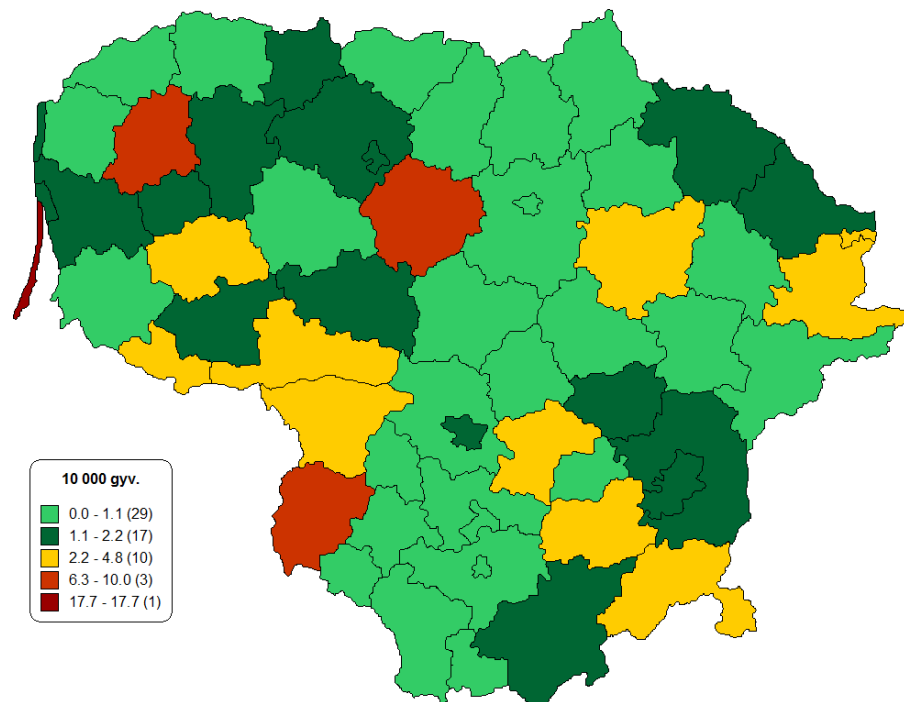 10 000 gyv.
0.0 - 1.1 (29)
1.1 - 2.2 (17)
2.2 - 4.8 (10)
6.3 - 10.0 (3)
17.7 - 17.7 (1)